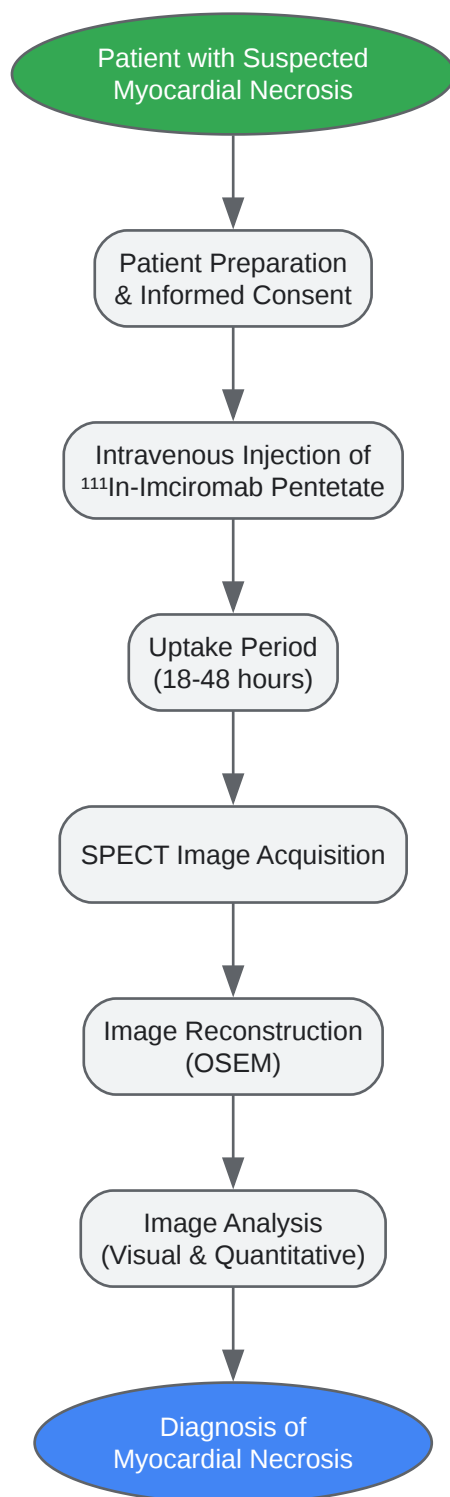 Patient with Suspected
Myocardial Necrosis
Patient Preparation
& Informed Consent
Intravenous Injection of
¹¹¹In-Imciromab Pentetate
Uptake Period
(18-48 hours)
SPECT Image Acquisition
Image Reconstruction
(OSEM)
Image Analysis
(Visual & Quantitative)
Diagnosis of
Myocardial Necrosis